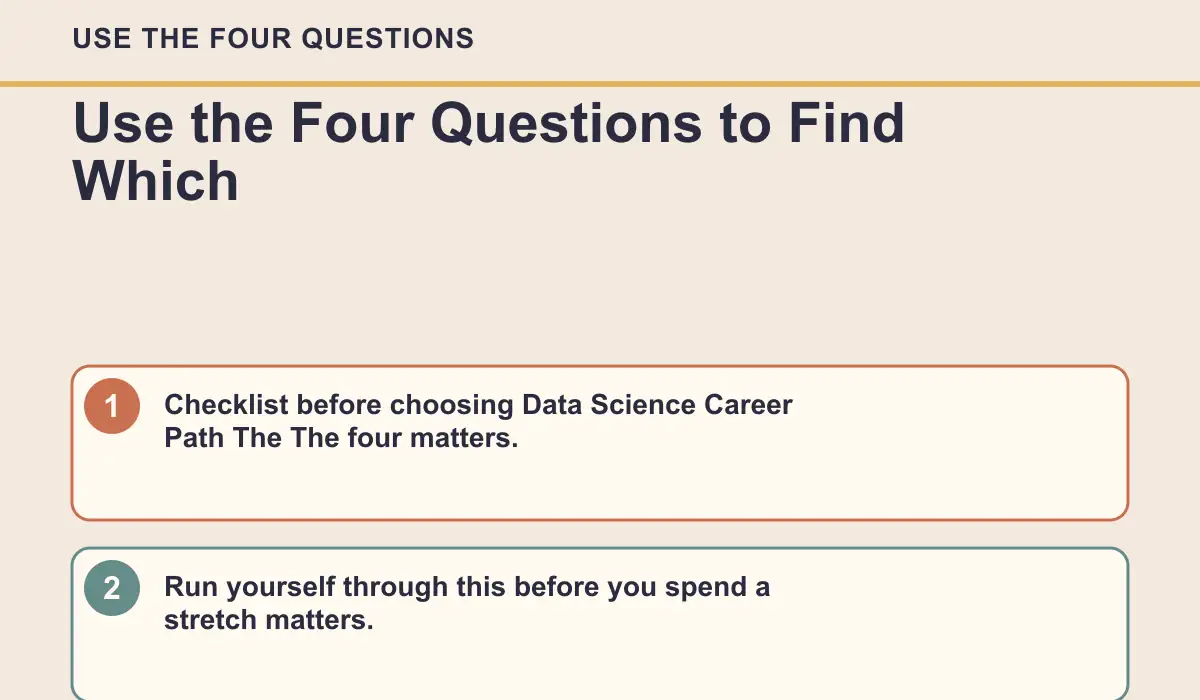 USE THE FOUR QUESTIONS
Use the Four Questions to Find
Which
1
Checklist before choosing Data Science Career
Path The The four matters.
2
Run yourself through this before you spend a
stretch matters.